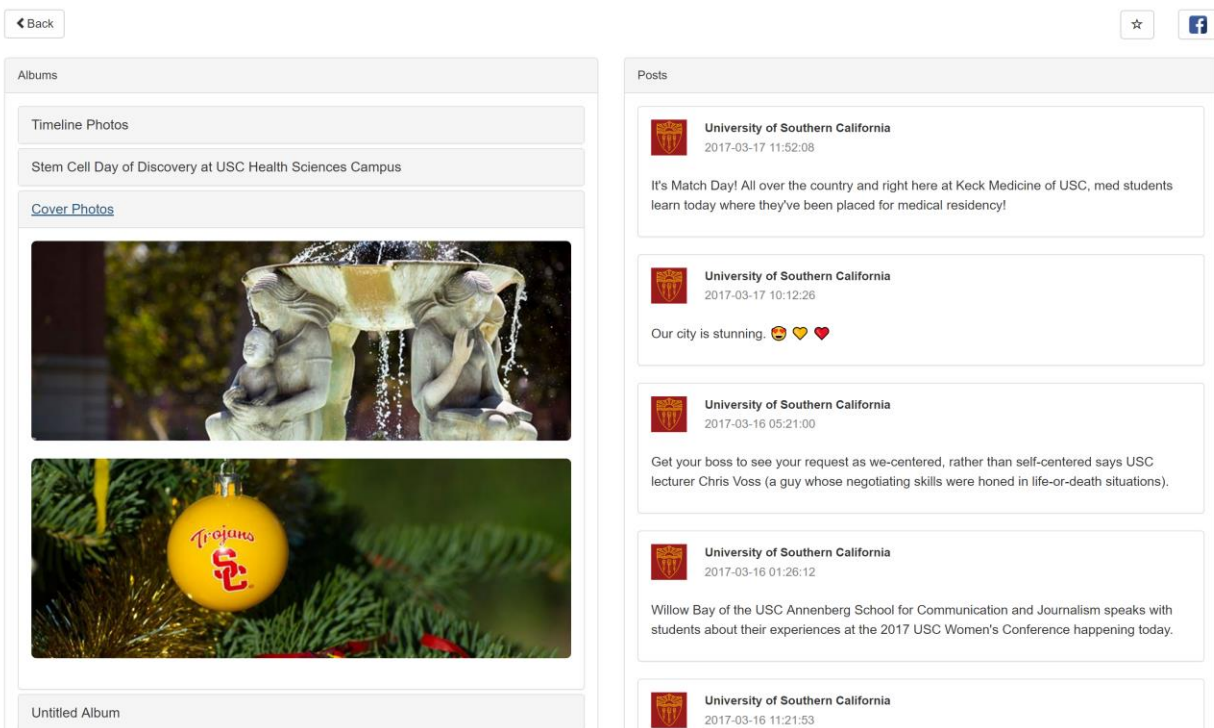 Back
Albums
Timeline Photos
Stem Cell Day of Discovery at USC Health Sciences Campus
Cover Photos
Trojans
SC
Untitled Album
Posts
University of Southern California
2017-03-17 11:52:08
It's Match Day! All over the country and right here at Keck Medicine of USC, med students
learn today where they've been placed for medical residency!
University of Southern California
2017-03-17 10:12:26
Our city is stunning. 😍 💛 ❤️
University of Southern California
2017-03-16 05:21:00
Get your boss to see your request as we-centered, rather than self-centered says USC
lecturer Chris Voss (a guy whose negotiating skills were honed in life-or-death situations).
University of Southern California
2017-03-16 01:26:12
Willow Bay of the USC Annenberg School for Communication and Journalism speaks with
students about their experiences at the 2017 USC Women's Conference happening today.
University of Southern California
2017-03-16 11:21:53